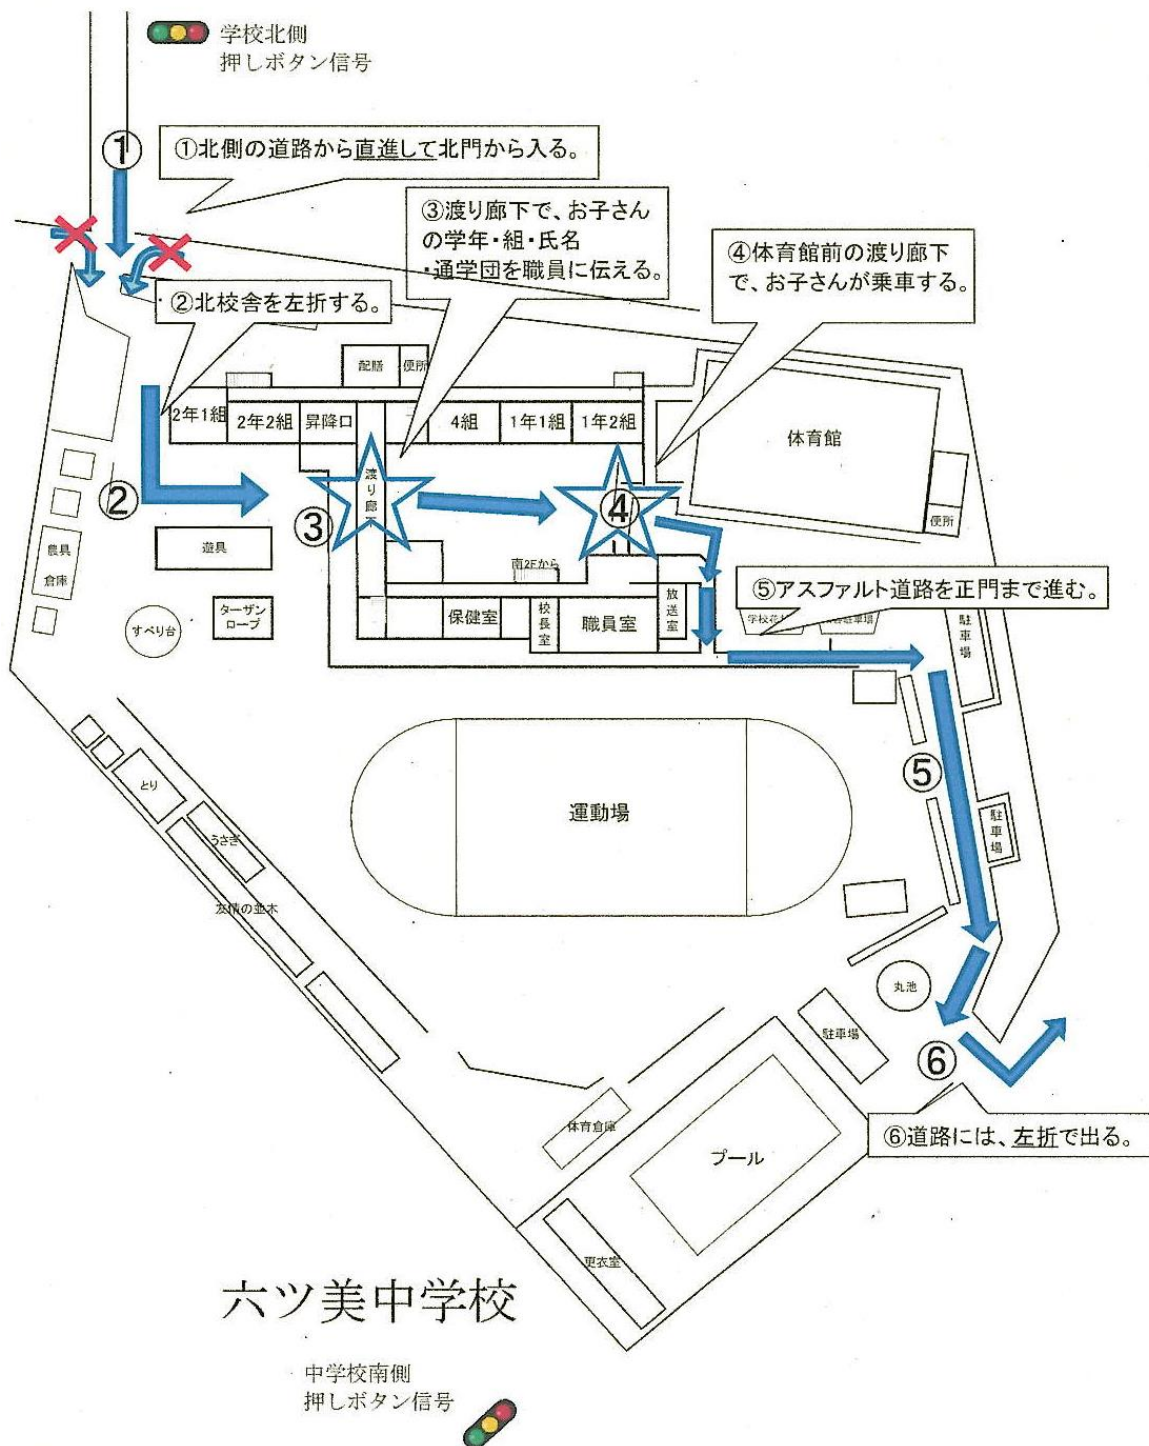 学校北側
押しボタン信号
①
①北側の道路から直進して北門から入る。
③渡り廊下で、お子さん
の学年・組・氏名
・通学団を職員に伝える。
④体育館前の渡り廊下
で、お子さんが乗車する。
②北校舎を左折する。
配膳
便所
2年1組
2年2組
昇降口
4組
1年1組
1年2組
体育館
渡り廊
②
③
④
便所
農具
倉庫
遊具
南2Fから
⑤アスファルト道路を正門まで進む。
すべり台
ターザン
ロープ
保健室
校長室
職員室
放送室
駐車場
⑤
とり
うさぎ
運動場
駐車場
友情の並木
丸池
駐車場
⑥
体育倉庫
⑥道路には、左折で出る。
プール
更衣室
六ツ美中学校
中学校南側
押しボタン信号